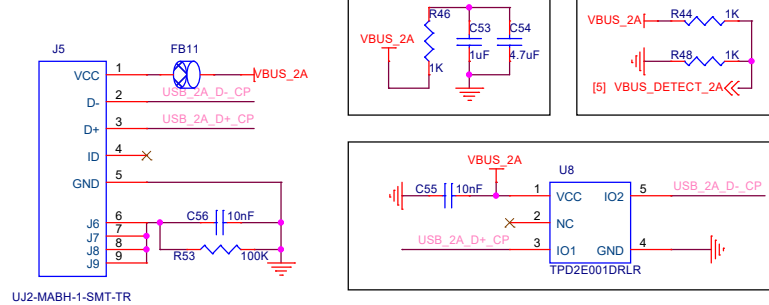 J5
VCC
1
FB11
VBUS_2A
D-
2
USB_2A_D-_CP
D+
3
USB_2A_D+_CP
ID
4
GND
5
J6
6
J7
7
J8
8
J9
9
C56
10nF
R53
100K
UJ2-MABH-1-SMT-TR
R46
C53
C54
VBUS_2A
1uF
4.7uF
1K
VBUS_2A
R44
1K
R48
1K
[5] VBUS_DETECT_2A
VBUS_2A
U8
C55
10nF
1
VCC
IO2
5
USB_2A_D-_CP
2
NC
USB_2A_D+_CP
3
IO1
GND
4
TPD2E001DRLR